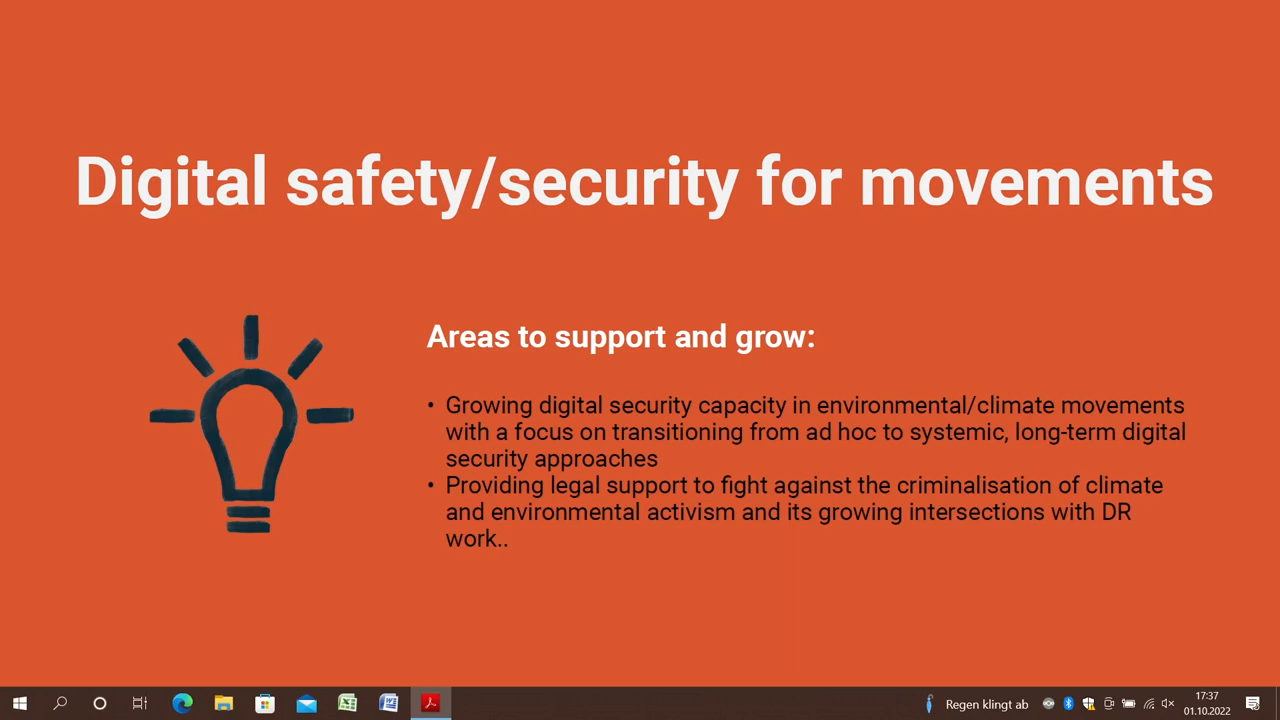 Digital safety/security for movements
Areas to support and grow:
• Growing digital security capacity in environmental/climate movements
with a focus on transitioning from ad hoc to systemic, long-term digital
security approaches
• Providing legal support to fight against the criminalisation of climate
and environmental activism and its growing intersections with DR
work..
Regen klingt ab
17:37
01.10.2022